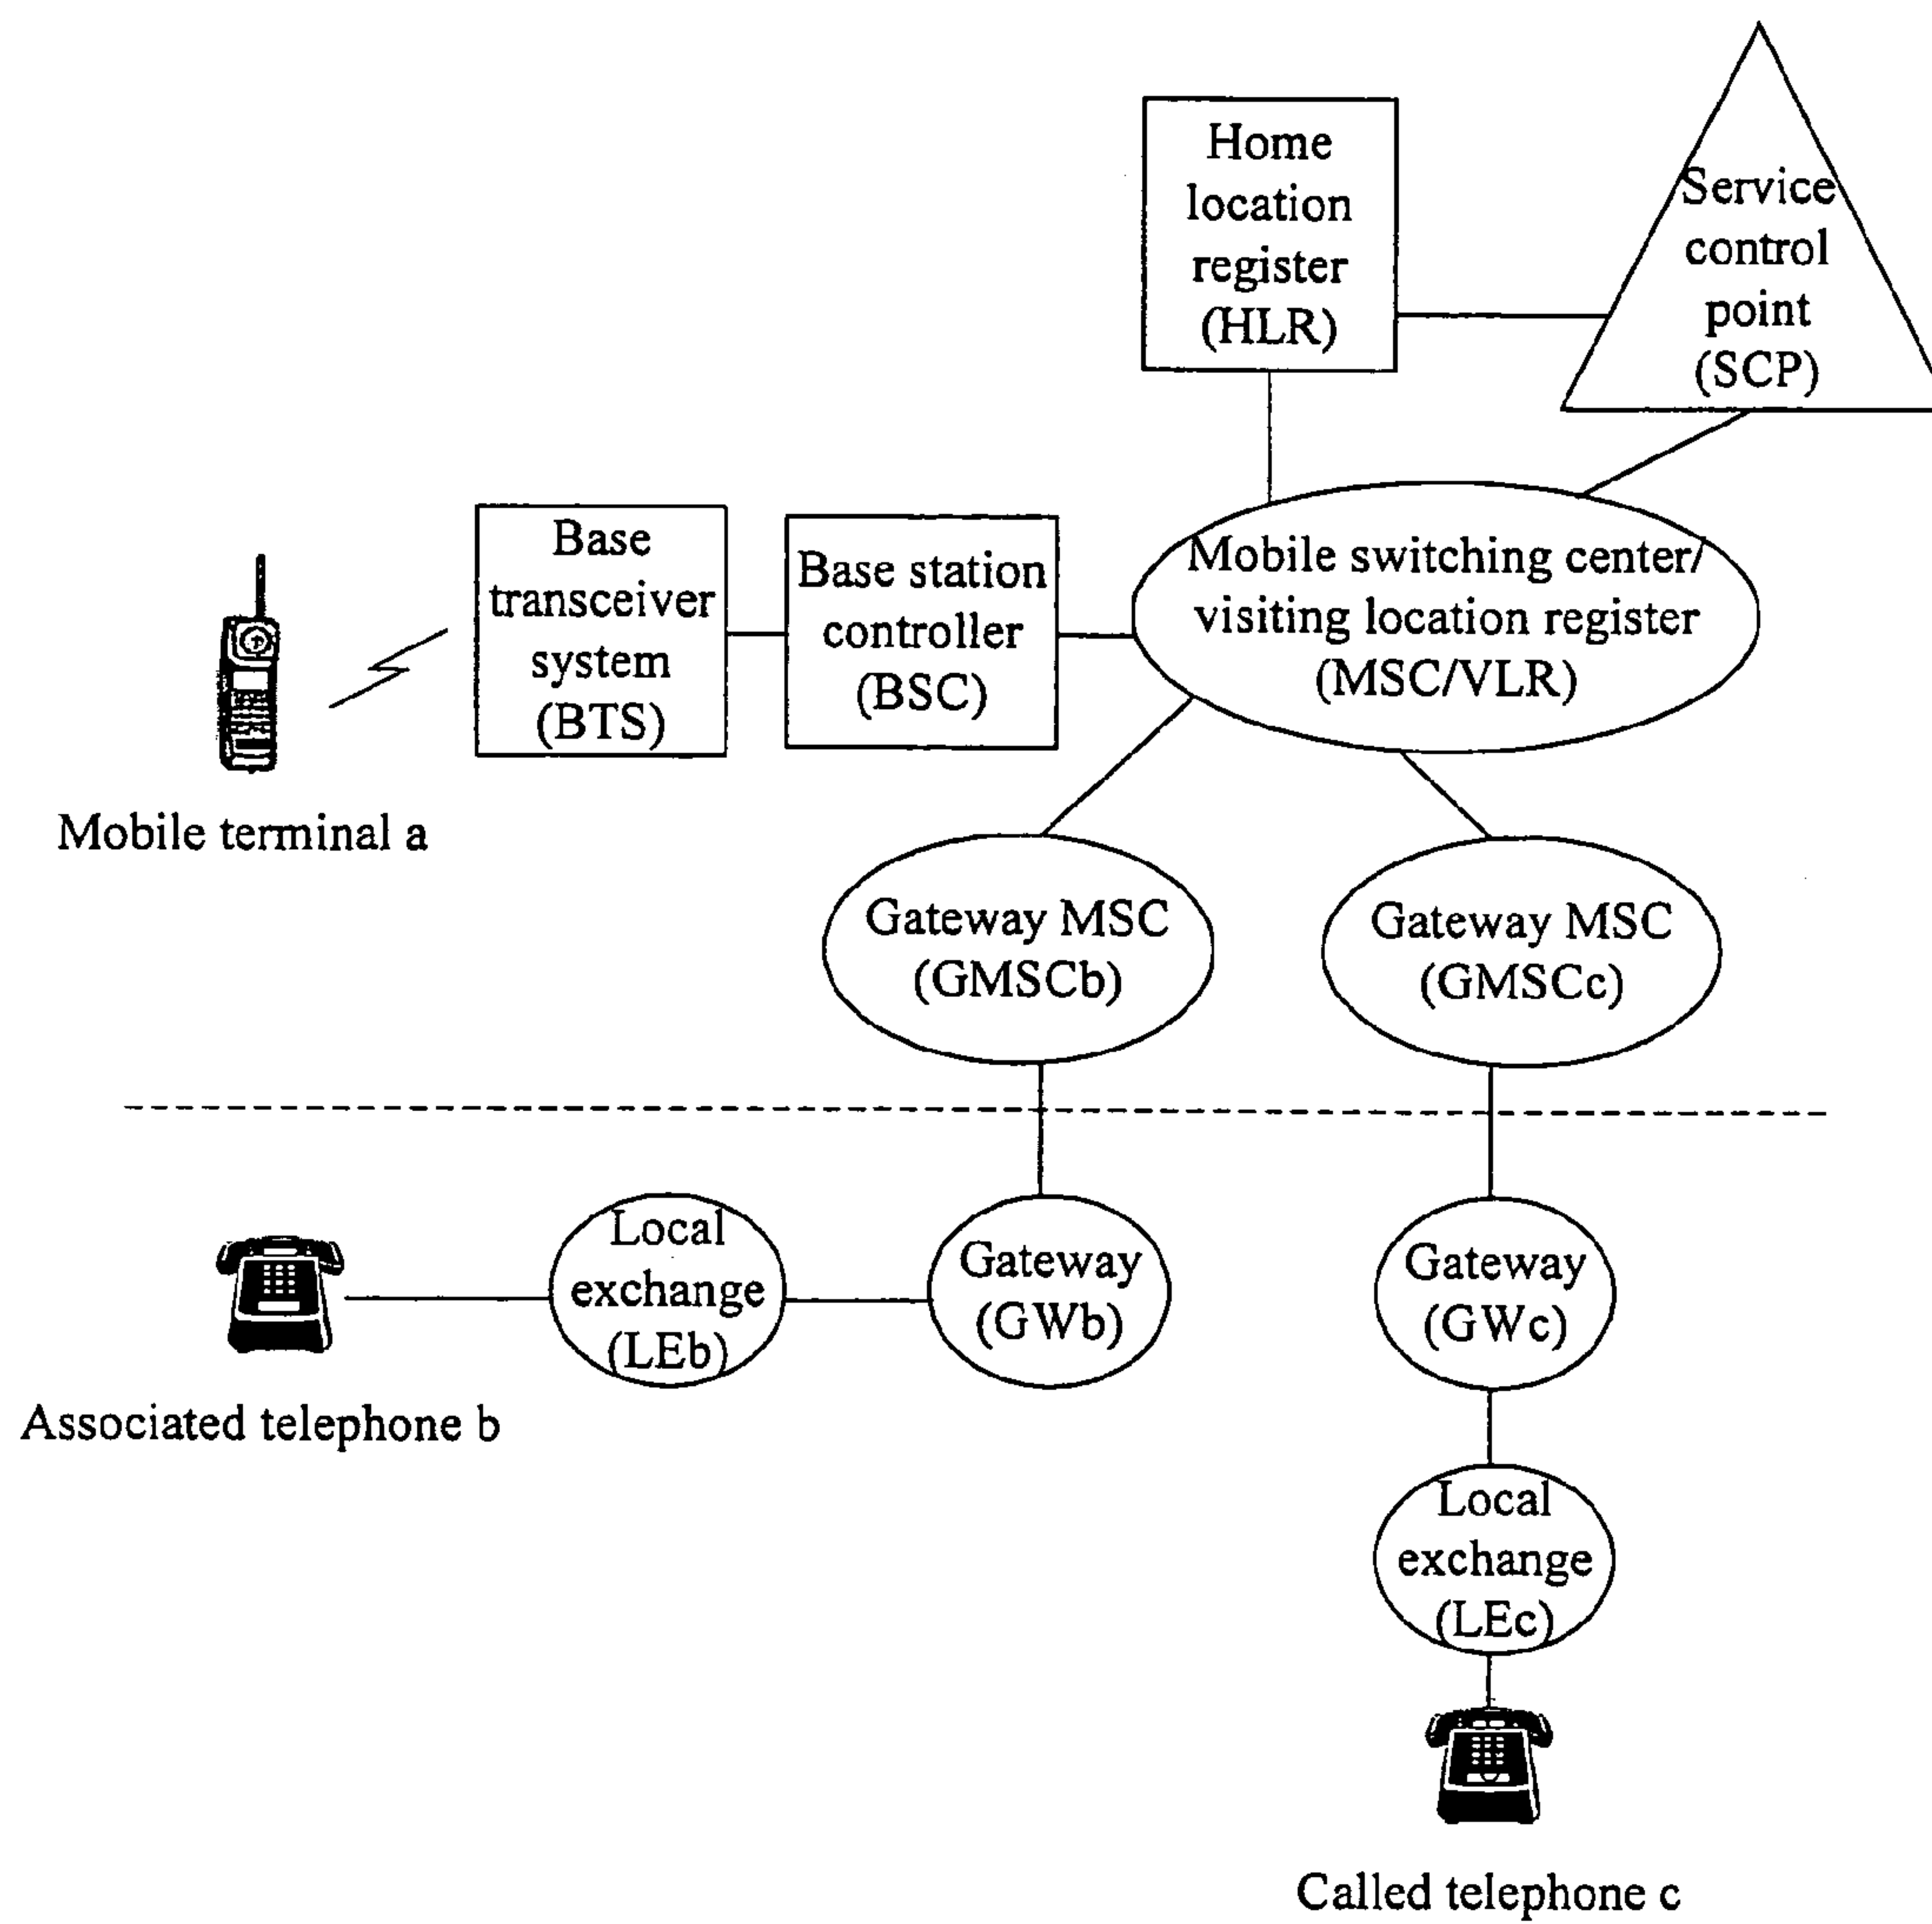 Home
location
register
(HLR)
Service
control
point
(SCP)
Base
transceiver
system
(BTS)
Base station
controller
(BSC)
Mobile switching center/
visiting location register
(MSC/VLR)
Mobile terminal a
Gateway MSC
(GMSCb)
Gateway MSC
(GMSCc)
Local
exchange
(LEb)
Gateway
(GWb)
Gateway
(GWc)
Associated telephone b
Local
exchange
(LEc)
Called telephone c